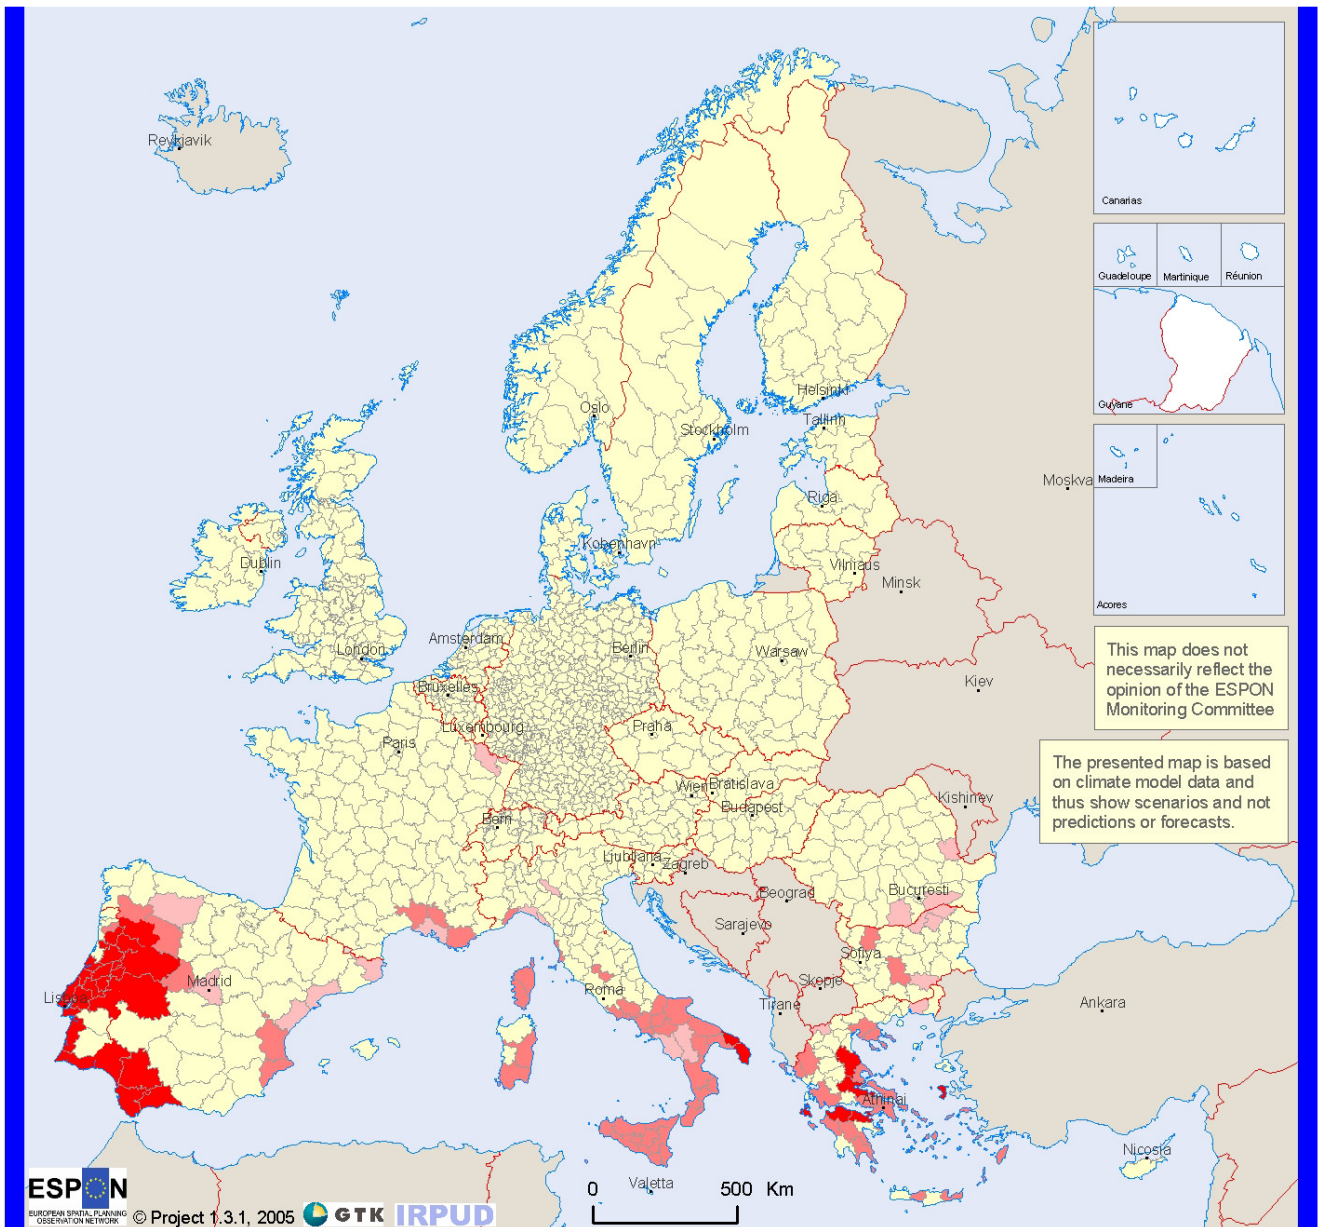 Reykjavik
Canarias
Guadeloupe
Martinique
Réunion
Guyane
Helsinki
Oslo
Tallinn
Stockholm
Moskva
Madeira
Riga
Kobenhavn
Dublin
Vilnius
Minsk
Acores
Amsterdam
London
Berlin
Warsaw
This map does not
necessarily reflect the
opinion of the ESPON
Monitoring Committee
Kiev
Bruxelles
Luxembourg
Praha
Paris
The presented map is based
on climate model data and
thus show scenarios and not
predictions or forecasts.
Wien
Bratislava
Budapest
Kishinev
Bern
Ljubljana
Zagreb
Beograd
Bucuresti
Sarajevo
Sofiya
Madrid
Skopje
Roma
Lisboa
Tirane
Ankara
Athinai
Nicosia
Valetta
0 500 Km
ESPON
EUROPEAN SPATIAL PLANNING
OBSERVATION NETWORK
© Project 1.3.1, 2005
GTK
IRPUD